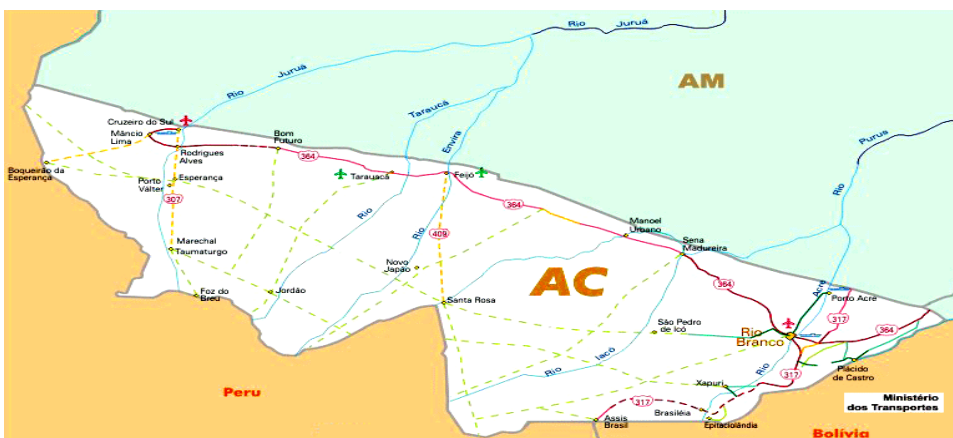 Rio Juruá
Rio
Juruá
AM
Tarauacá
Envira
Purus
Rio
Cruzeiro do Sul
Mâncio
Lima
Rodrigues
Alves
Bom
Futuro
364
Boqueirão da
Esperança
Porto
Válter
Esperança
307
Tarauacá
Feijó
364
Rio
Rio
409
Marechal
Taumaturgo
Novo
Japão
Manoel
Urbano
Sena
Madureira
AC
364
Foz do
Breu
Jordão
Santa Rosa
Acre
Porto Acre
317
364
São Pedro
de Icó
Rio
Branco
Rio
Iacó
Rio
317
Plácido
de Castro
Xapuri
Peru
317
Assis
Brasil
Brasiléia
Epitaciolândia
Ministério
dos Transportes
Bolívia